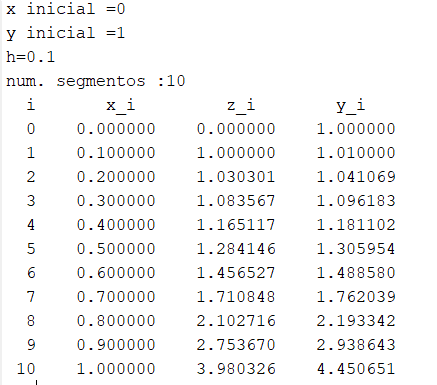 x inicial =0
y inicial =1
h=0.1
num. segmentos :10
i x_i z_i y_i
0 0.000000 0.000000 1.000000
1 0.100000 1.000000 1.010000
2 0.200000 1.030301 1.041069
3 0.300000 1.083567 1.096183
4 0.400000 1.165117 1.181102
5 0.500000 1.284146 1.305954
6 0.600000 1.456527 1.488580
7 0.700000 1.710848 1.762039
8 0.800000 2.102716 2.193342
9 0.900000 2.753670 2.938643
10 1.000000 3.980326 4.450651